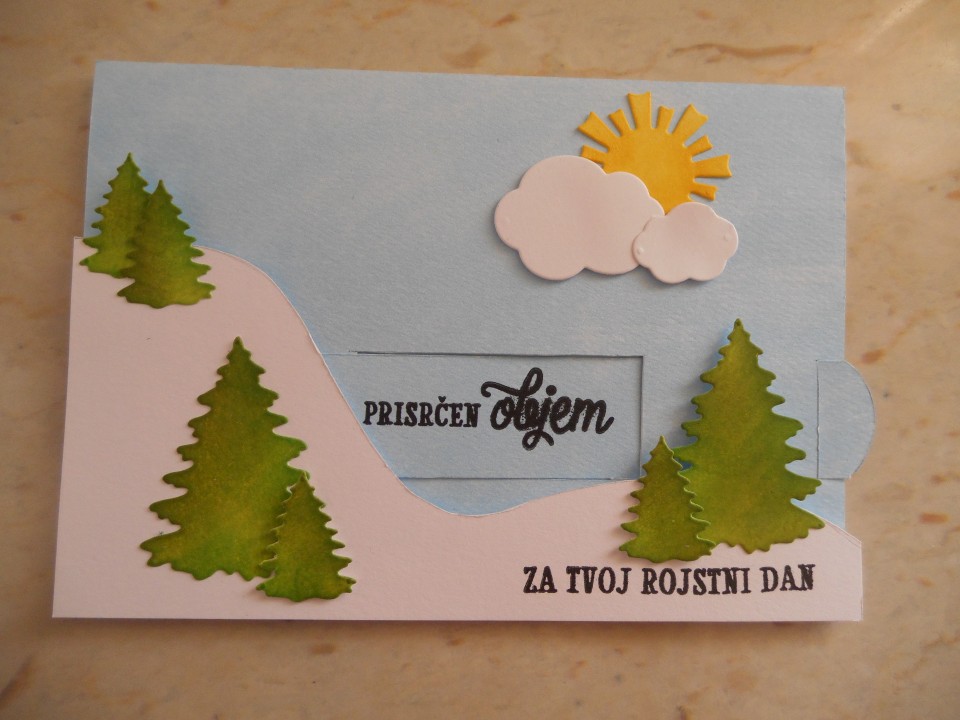 PRISRČEN objem
ZA TVOJ ROJSTNI DAN